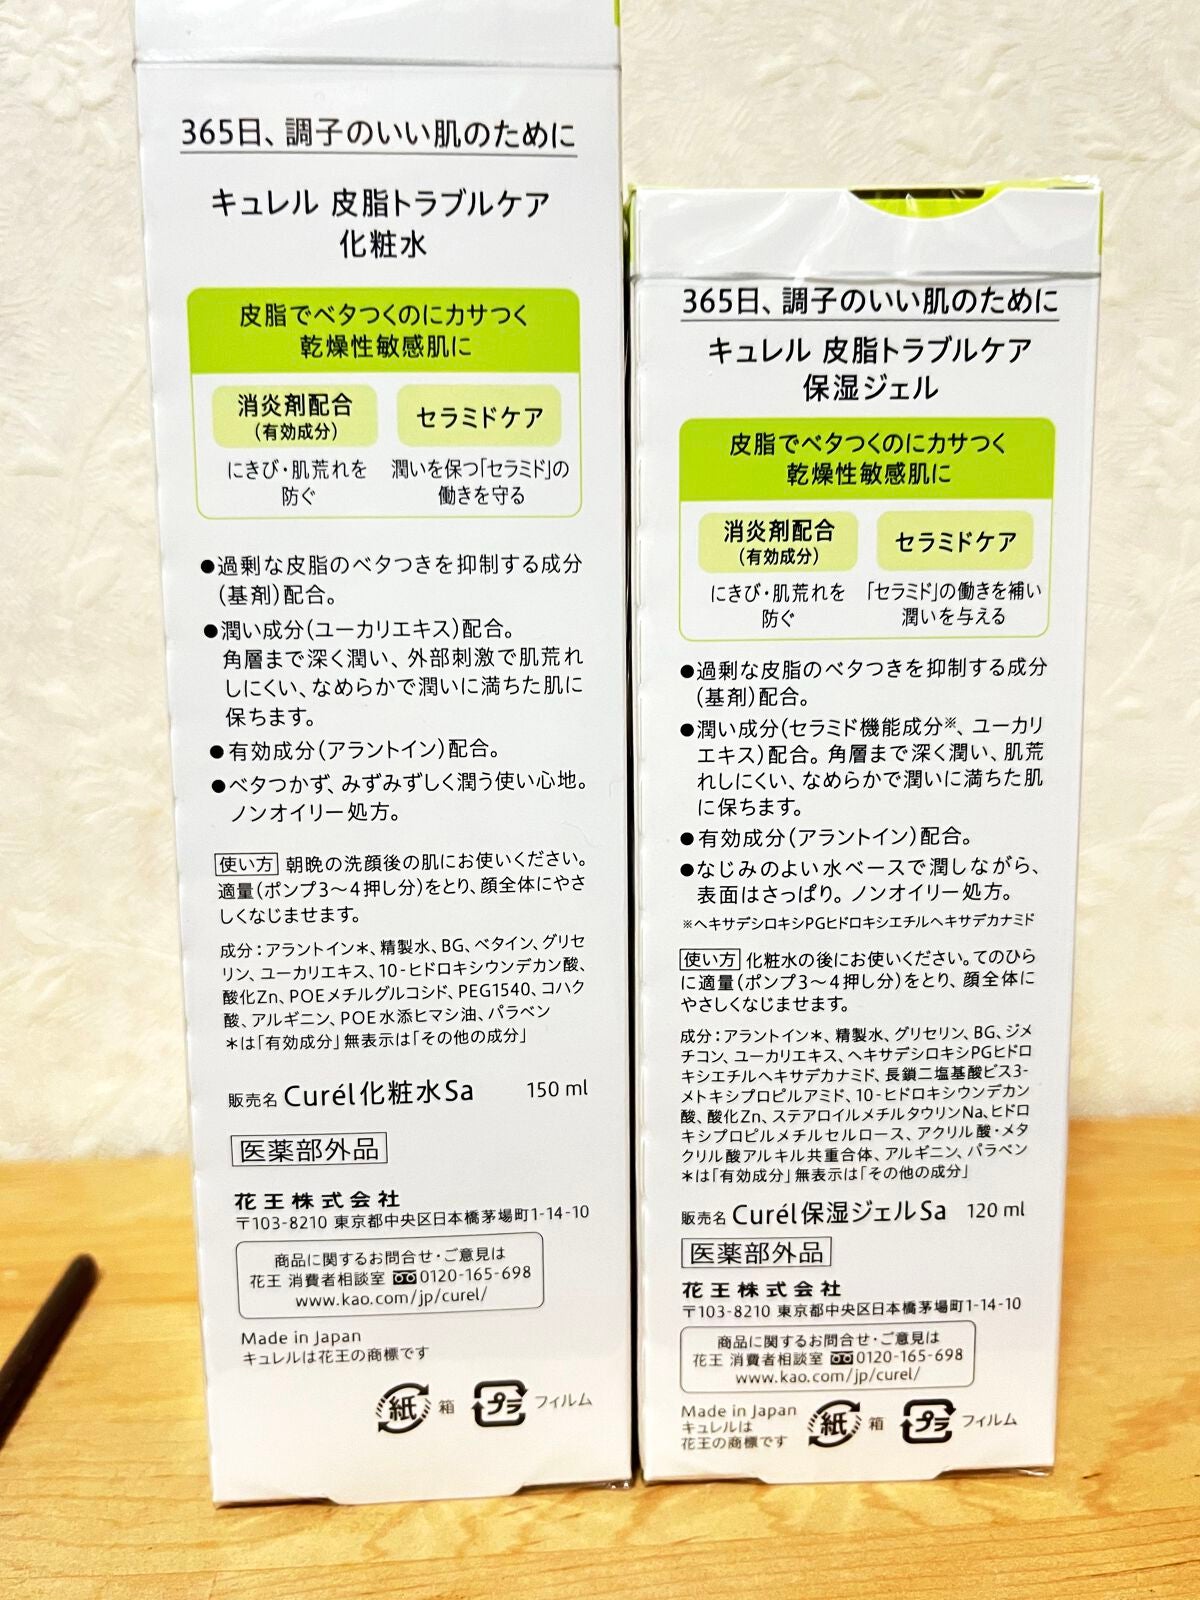 365日、調子のいい肌のために
キュレル 皮脂トラブルケア
化粧水
皮脂でベタつくのにカサつく
乾燥性敏感肌に
消炎剤配合
(有効成分)
にきび・肌荒れを
防ぐ
セラミドケア
潤いを保つ「セラミド」の
働きを守る
●過剰な皮脂のベタつきを抑制する成分
(基剤)配合。
●潤い成分(ユーカリエキス)配合。
角層まで深く潤い、外部刺激で肌荒れ
しにくい、なめらかで潤いに満ちた肌に
保ちます。
●有効成分(アラントイン)配合。
●ベタつかず、みずみずしく潤う使い心地。
ノンオイリー処方。
使い方 朝晩の洗顔後の肌にお使いください。
適量(ポンプ3〜4押し分)をとり、顔全体にやさ
しくなじませます。
成分：アラントイン＊、精製水、BG、ベタイン、グリセ
リン、ユーカリエキス、10-ヒドロキシウンデカン酸、
酸化Zn、POEメチルグルコシド、PEG1540、コハク
酸、アルギニン、POE水添ヒマシ油、パラベン
＊は「有効成分」無表示は「その他の成分」
販売名 Curél化粧水Sa 150 ml
医薬部外品
花王株式会社
〒103-8210 東京都中央区日本橋茅場町1-14-10
商品に関するお問合せ・ご意見は
花王 消費者相談室 0120-165-698
www.kao.com/jp/curel/
Made in Japan
キュレルは花王の商標です
紙 箱 プラ フィルム
365日、調子のいい肌のために
キュレル 皮脂トラブルケア
保湿ジェル
皮脂でベタつくのにカサつく
乾燥性敏感肌に
消炎剤配合
(有効成分)
にきび・肌荒れを
防ぐ
セラミドケア
「セラミド」の働きを補い
潤いを与える
●過剰な皮脂のベタつきを抑制する成分
(基剤)配合。
●潤い成分(セラミド機能成分※、ユーカリ
エキス)配合。角層まで深く潤い、肌荒
れしにくい、なめらかで潤いに満ちた肌
に保ちます。
●有効成分(アラントイン)配合。
●なじみのよい水ベースで潤しながら、
表面はさっぱり。ノンオイリー処方。
※ヘキサデシロキシPGヒドロキシエチルヘキサデカナミド
使い方 化粧水の後にお使いください。てのひら
に適量(ポンプ3〜4押し分)をとり、顔全体に
やさしくなじませます。
成分：アラントイン＊、精製水、グリセリン、BG、ジメ
チコン、ユーカリエキス、ヘキサデシロキシPGヒドロ
キシエチルヘキサデカナミド、長鎖二塩基酸ビス3-
メトキシプロピルアミド、10-ヒドロキシウンデカン
酸、酸化Zn、ステアロイルメチルタウリンNa、ヒドロ
キシプロピルメチルセルロース、アクリル酸・メタ
クリル酸アルキル共重合体、アルギニン、パラベン
＊は「有効成分」無表示は「その他の成分」
販売名 Curél保湿ジェルSa 120 ml
医薬部外品
花王株式会社
〒103-8210 東京都中央区日本橋茅場町1-14-10
商品に関するお問合せ・ご意見は
花王 消費者相談室 0120-165-698
www.kao.com/jp/curel/
Made in Japan
キュレルは
花王の商標です
紙 箱 プラ フィルム